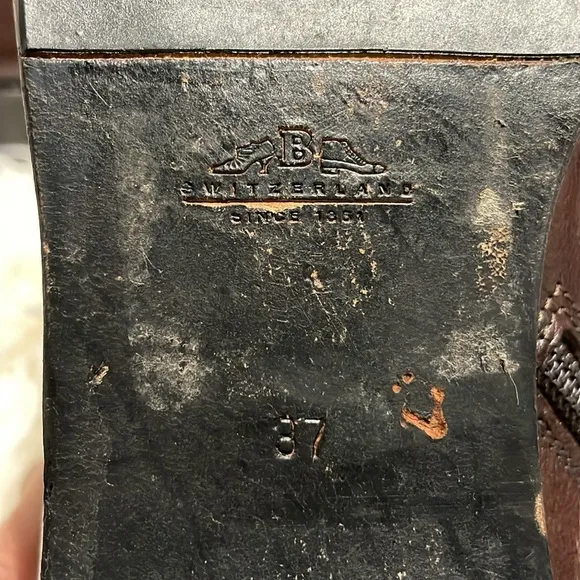 B
SWITZERLAND
SINCE 1851
37